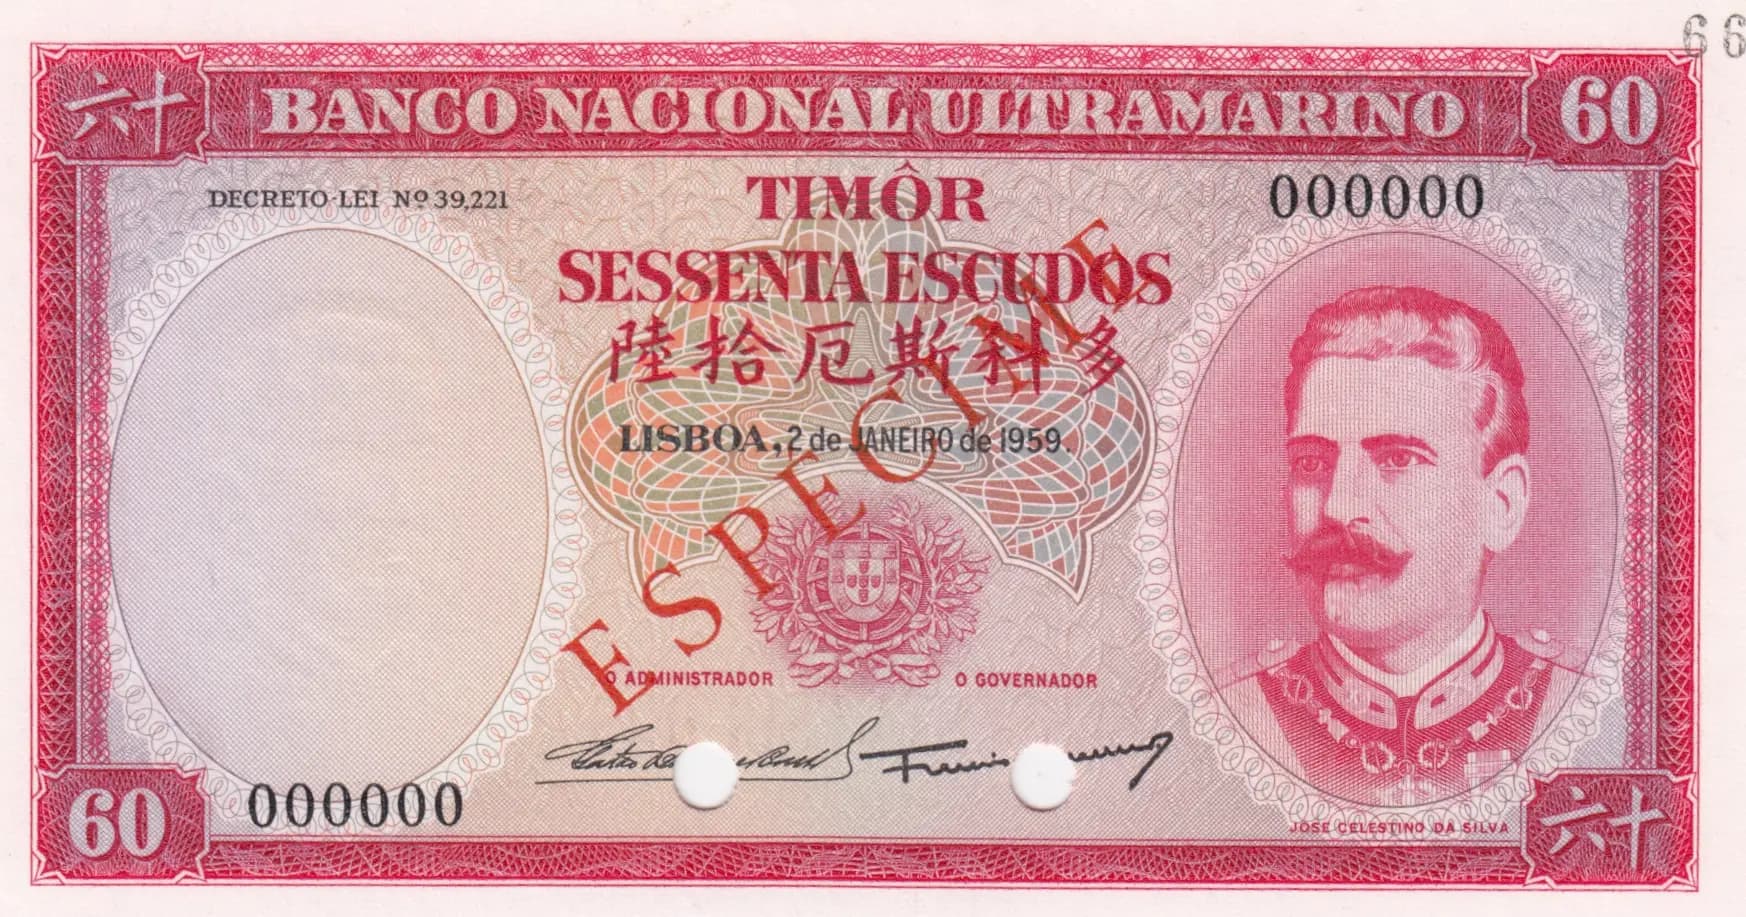 66
六十
BANCO NACIONAL ULTRAMARINO
60
DECRETO-LEI Nº 39,221
TIMÔR
000000
SESSENTA ESCUDOS
陸拾厄斯科多
LISBOA, 2 de JANEIRO de 1959.
ESPECIME
O ADMINISTRADOR
O GOVERNADOR
000000
JOSÉ CELESTINO DA SILVA
60
六十